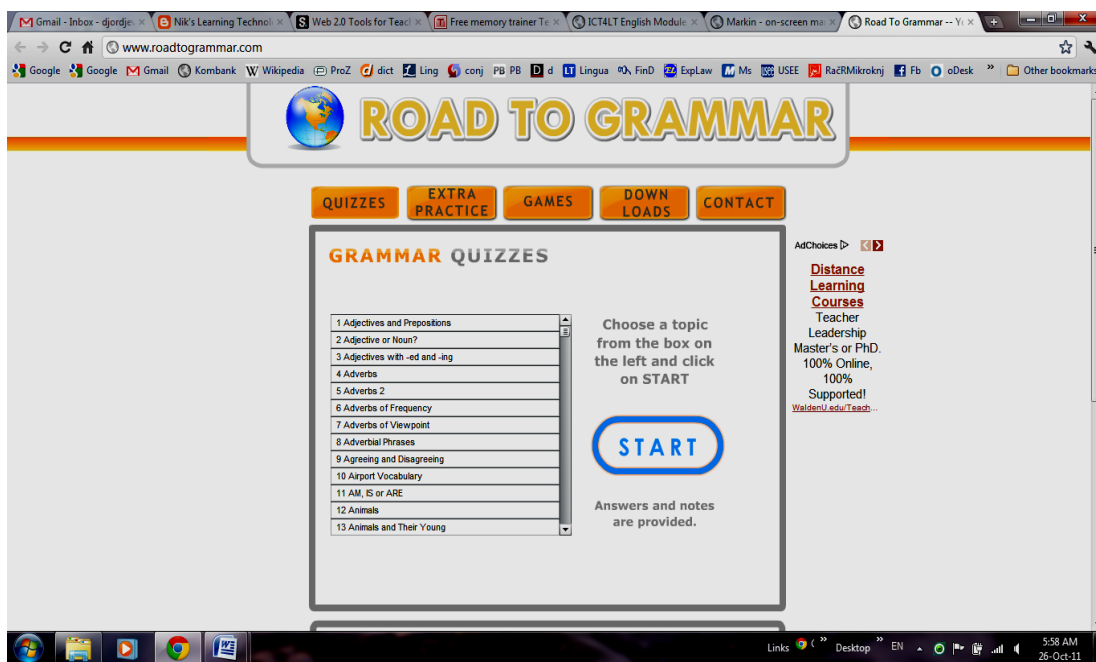 Gmail - Inbox - djordjev
Nik's Learning Technolo
Web 2.0 Tools for Teach
Free memory trainer Te
ICT4LT English Module
Markin - on-screen mar
Road To Grammar -- Yo
www.roadtogrammar.com
Google Google Gmail Kombank Wikipedia ProZ dict Ling conj PB PB d Lingua FinD ExpLaw Ms USEE RačRMikroknj Fb oDesk » Other bookmarks
ROAD TO GRAMMAR
QUIZZES
EXTRA
PRACTICE
GAMES
DOWN
LOADS
CONTACT
GRAMMAR QUIZZES
1 Adjectives and Prepositions
2 Adjective or Noun?
3 Adjectives with -ed and -ing
4 Adverbs
5 Adverbs 2
6 Adverbs of Frequency
7 Adverbs of Viewpoint
8 Adverbial Phrases
9 Agreeing and Disagreeing
10 Airport Vocabulary
11 AM, IS or ARE
12 Animals
13 Animals and Their Young
Choose a topic
from the box on
the left and click
on START
START
Answers and notes
are provided.
AdChoices
Distance
Learning
Courses
Teacher
Leadership
Master's or PhD.
100% Online,
100%
Supported!
WaldenU.edu/Teach...
Links » Desktop » EN
5:58 AM
26-Oct-11